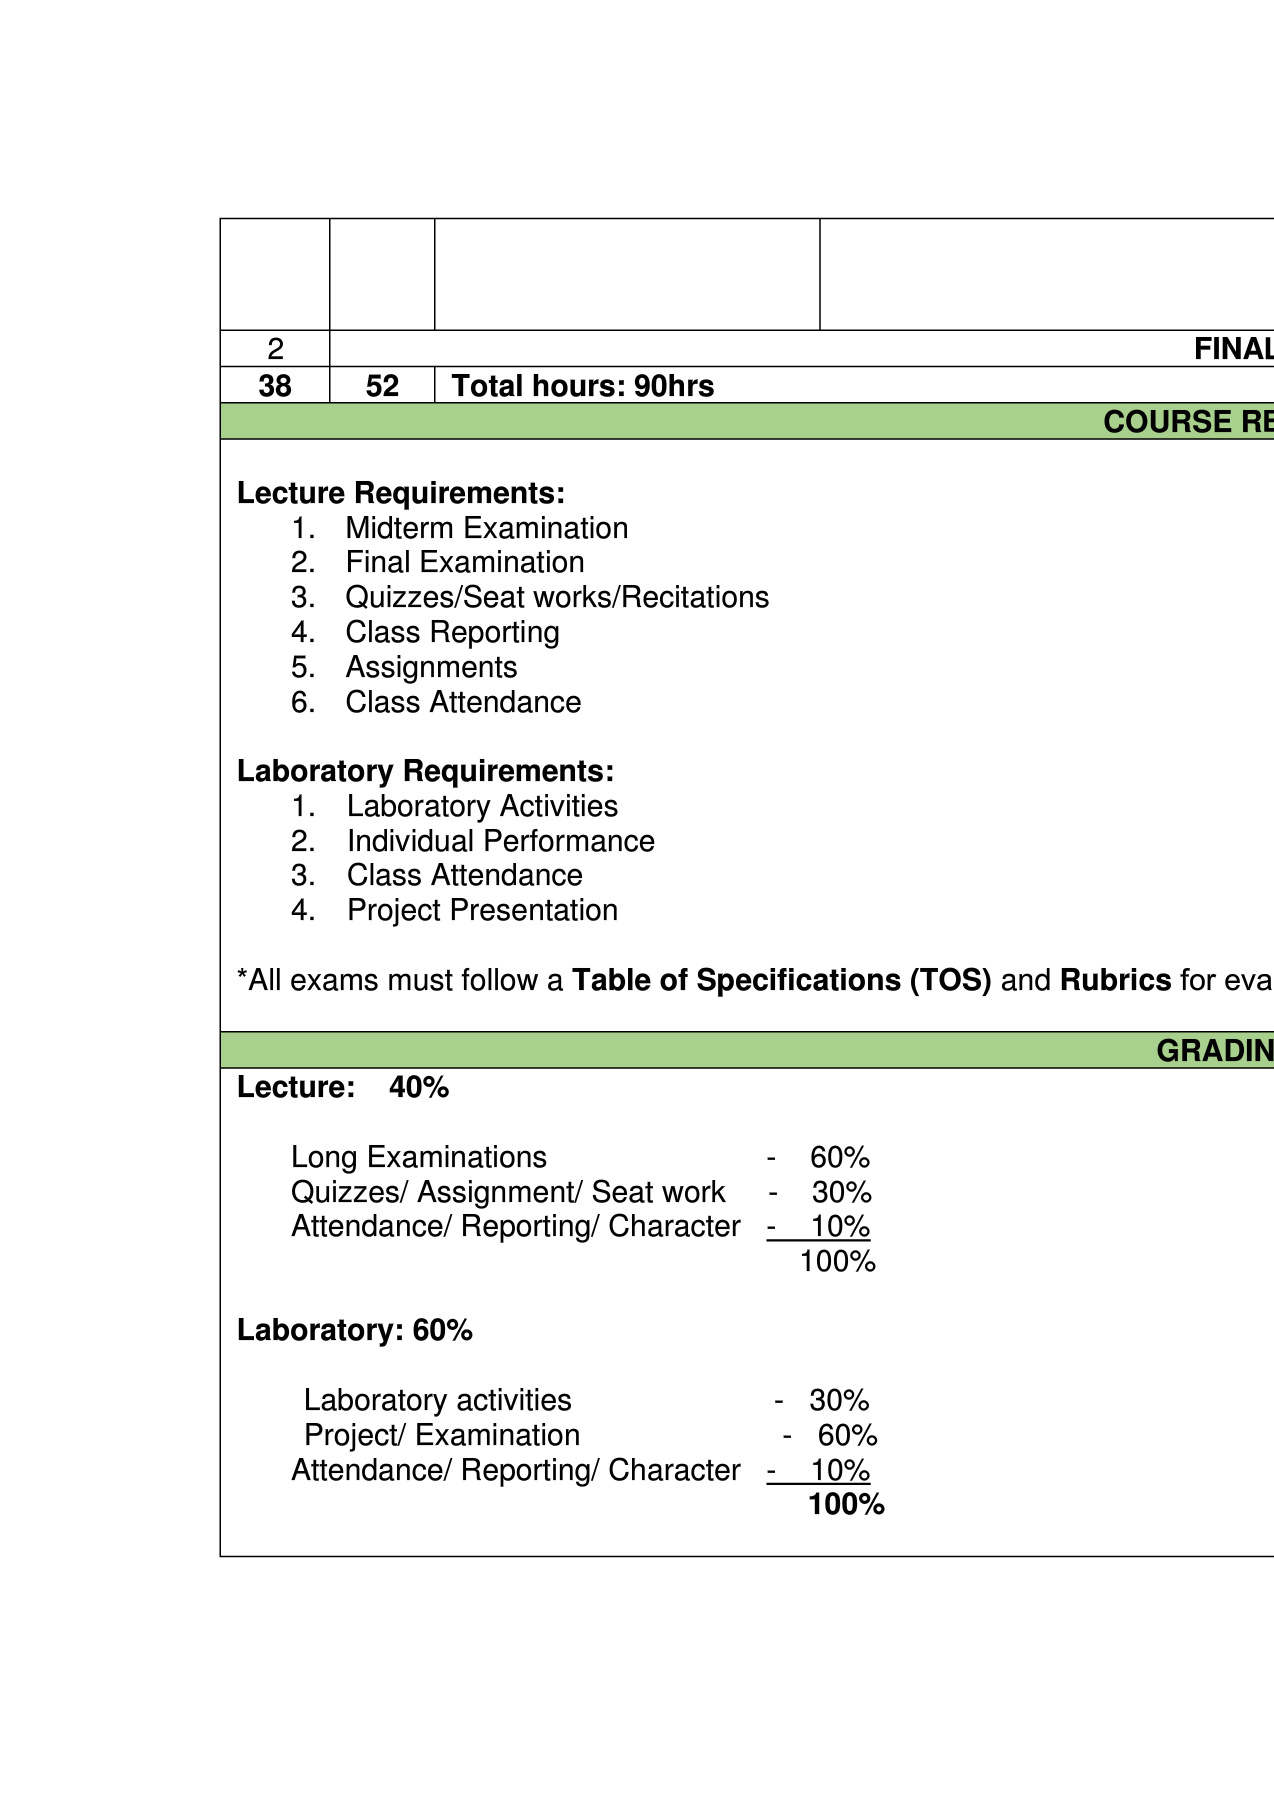 2 FINAL
38 52 Total hours: 90hrs
COURSE RE
Lecture Requirements:
1. Midterm Examination
2. Final Examination
3. Quizzes/Seat works/Recitations
4. Class Reporting
5. Assignments
6. Class Attendance
Laboratory Requirements:
1. Laboratory Activities
2. Individual Performance
3. Class Attendance
4. Project Presentation
*All exams must follow a Table of Specifications (TOS) and Rubrics for eva
GRADIN
Lecture: 40%
Long Examinations - 60%
Quizzes/ Assignment/ Seat work - 30%
Attendance/ Reporting/ Character - 10%
100%
Laboratory: 60%
Laboratory activities - 30%
Project/ Examination - 60%
Attendance/ Reporting/ Character - 10%
100%